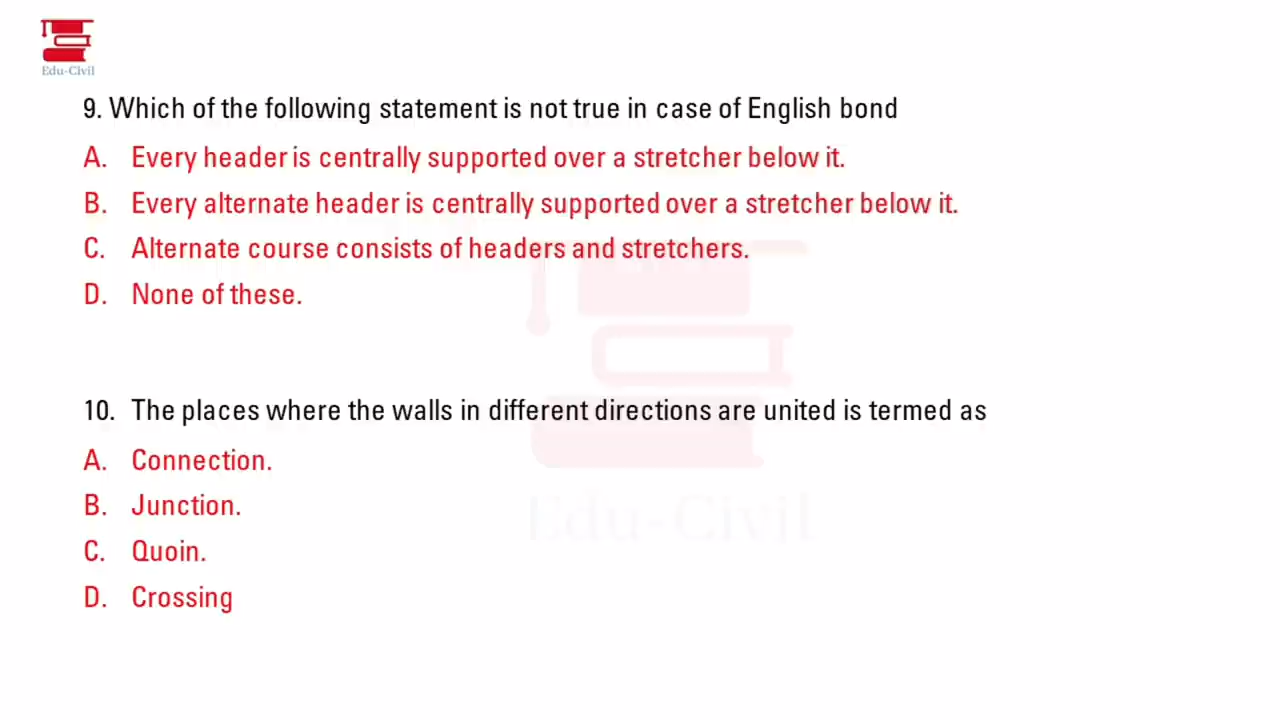 Edu-Civil
9. Which of the following statement is not true in case of English bond
A. Every header is centrally supported over a stretcher below it.
B. Every alternate header is centrally supported over a stretcher below it.
C. Alternate course consists of headers and stretchers.
D. None of these.
10. The places where the walls in different directions are united is termed as
A. Connection.
B. Junction.
C. Quoin.
D. Crossing
Edu-Civil